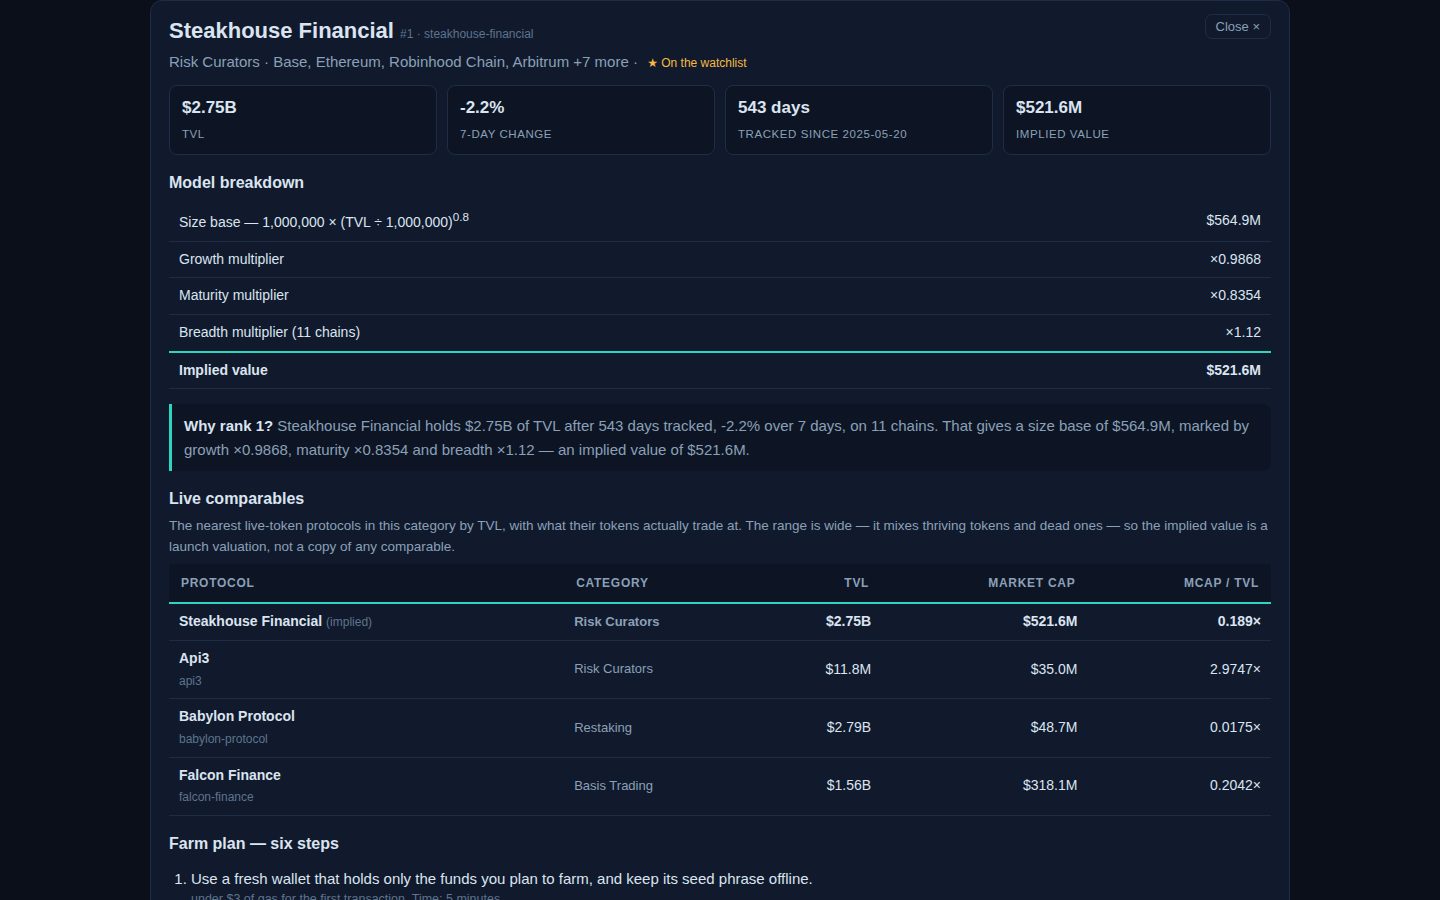 Steakhouse Financial #1 · steakhouse-financial
Close ×
Risk Curators · Base, Ethereum, Robinhood Chain, Arbitrum +7 more · ★ On the watchlist
$2.75B
TVL
-2.2%
7-DAY CHANGE
543 days
TRACKED SINCE 2025-05-20
$521.6M
IMPLIED VALUE
Model breakdown
Size base — 1,000,000 × (TVL ÷ 1,000,000)^0.8 $564.9M
Growth multiplier ×0.9868
Maturity multiplier ×0.8354
Breadth multiplier (11 chains) ×1.12
Implied value $521.6M
Why rank 1? Steakhouse Financial holds $2.75B of TVL after 543 days tracked, -2.2% over 7 days, on 11 chains. That gives a size base of $564.9M, marked by
growth ×0.9868, maturity ×0.8354 and breadth ×1.12 — an implied value of $521.6M.
Live comparables
The nearest live-token protocols in this category by TVL, with what their tokens actually trade at. The range is wide — it mixes thriving tokens and dead ones — so the implied value is a
launch valuation, not a copy of any comparable.
PROTOCOL CATEGORY TVL MARKET CAP MCAP / TVL
Steakhouse Financial (implied) Risk Curators $2.75B $521.6M 0.189×
Api3
api3
Risk Curators $11.8M $35.0M 2.9747×
Babylon Protocol
babylon-protocol
Restaking $2.79B $48.7M 0.0175×
Falcon Finance
falcon-finance
Basis Trading $1.56B $318.1M 0.2042×
Farm plan — six steps
1. Use a fresh wallet that holds only the funds you plan to farm, and keep its seed phrase offline.
under $3 of gas for the first transaction. Time: 5 minutes